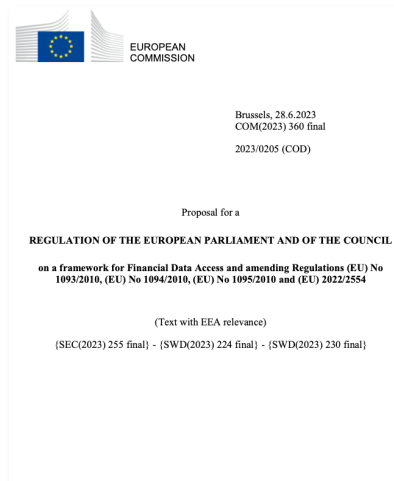 EUROPEAN
COMMISSION
Brussels, 28.6.2023
COM(2023) 360 final
2023/0205 (COD)
Proposal for a
REGULATION OF THE EUROPEAN PARLIAMENT AND OF THE COUNCIL
on a framework for Financial Data Access and amending Regulations (EU) No
1093/2010, (EU) No 1094/2010, (EU) No 1095/2010 and (EU) 2022/2554
(Text with EEA relevance)
{SEC(2023) 255 final} - {SWD(2023) 224 final} - {SWD(2023) 230 final}